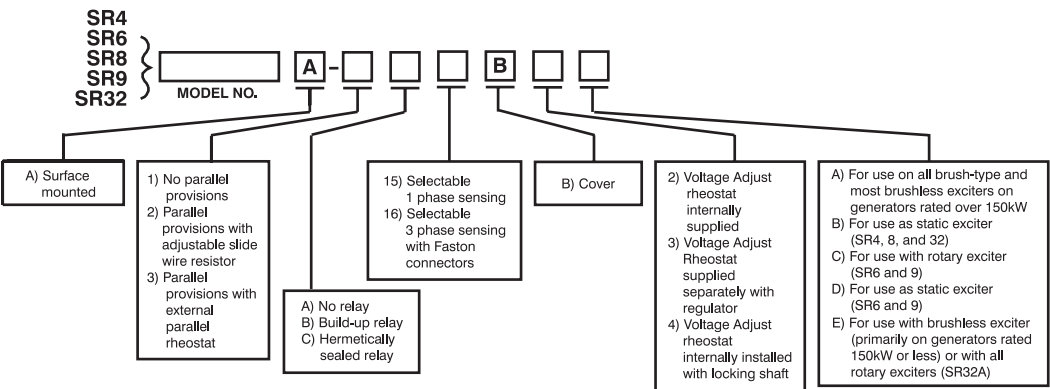 SR4
SR6
SR8
SR9
SR32
MODEL NO.
A - B
A) Surface
mounted
1) No parallel
provisions
2) Parallel
provisions with
adjustable slide
wire resistor
3) Parallel
provisions with
external
parallel
rheostat
A) No relay
B) Build-up relay
C) Hermetically
sealed relay
15) Selectable
1 phase sensing
16) Selectable
3 phase sensing
with Faston
connectors
B) Cover
2) Voltage Adjust
rheostat
internally
supplied
3) Voltage Adjust
Rheostat
supplied
separately with
regulator
4) Voltage Adjust
rheostat
internally installed
with locking shaft
A) For use on all brush-type and
most brushless exciters on
generators rated over 150kW
B) For use as static exciter
(SR4, 8, and 32)
C) For use with rotary exciter
(SR6 and 9)
D) For use as static exciter
(SR6 and 9)
E) For use with brushless exciter
(primarily on generators rated
150kW or less) or with all
rotary exciters (SR32A)